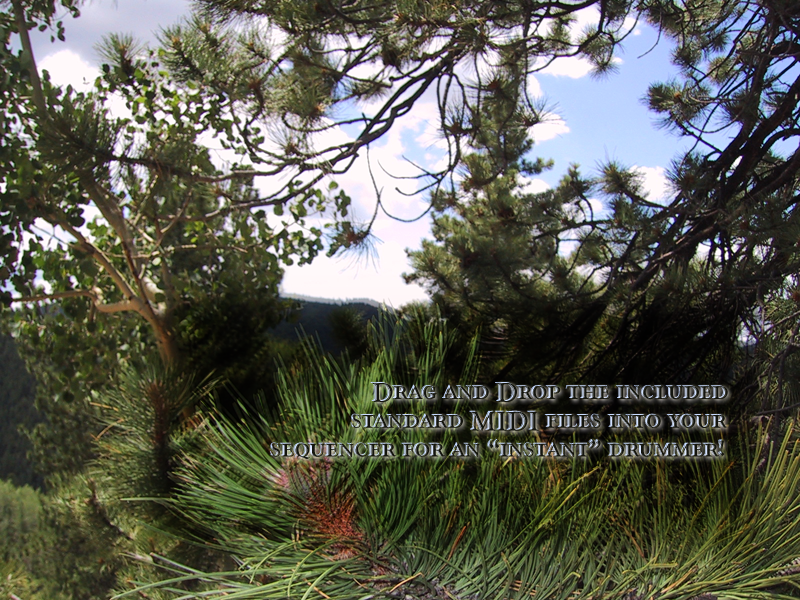 Drag and Drop the included
standard MIDI files into your
sequencer for an “instant” drummer!